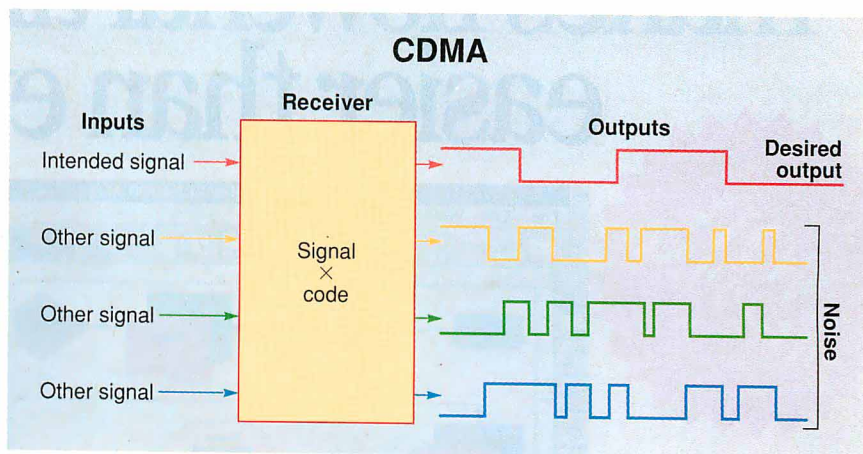 CDMA
Receiver
Inputs
Outputs
Intended signal
Desired
output
Other signal
Signal
×
code
Other signal
Other signal
Noise